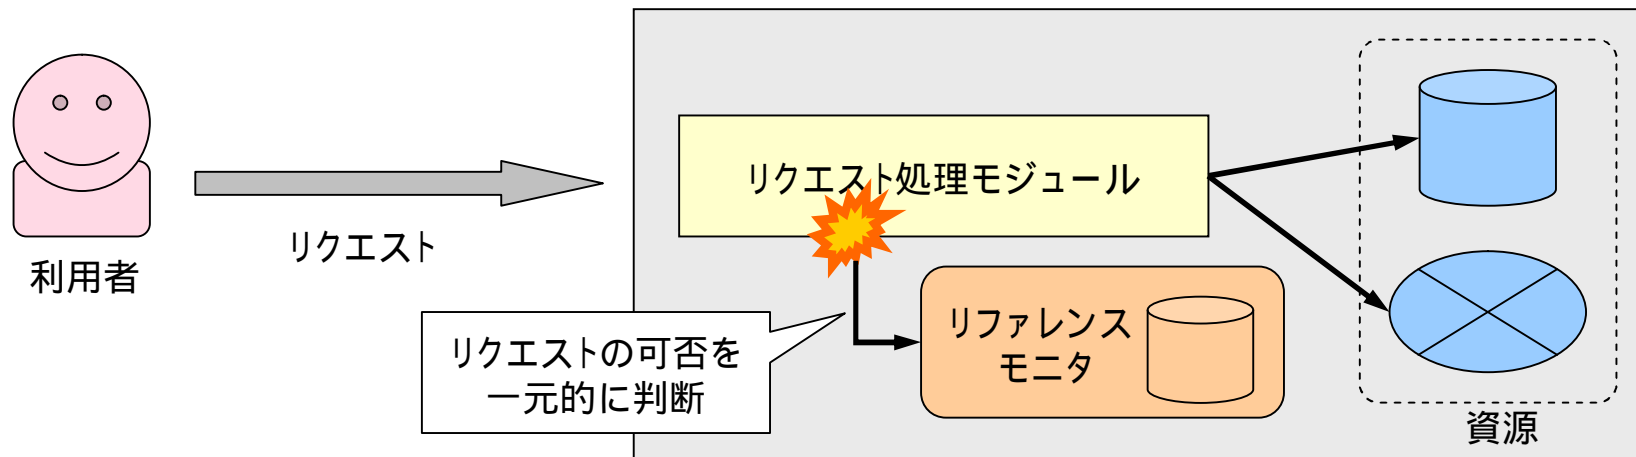 利用者
リクエスト
リクエスト処理モジュール
リクエストの可否を
一元的に判断
リファレンス
モニタ
資源